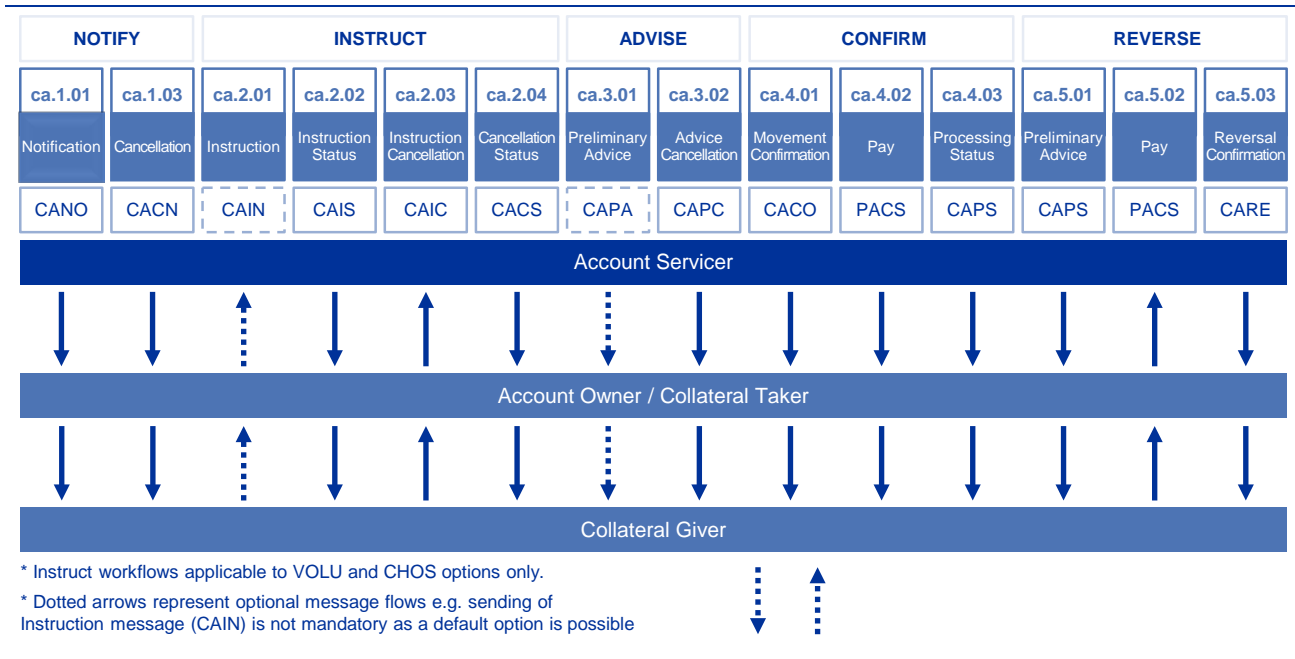 NOTIFY INSTRUCT ADVISE CONFIRM REVERSE
ca.1.01 ca.1.03 ca.2.01 ca.2.02 ca.2.03 ca.2.04 ca.3.01 ca.3.02 ca.4.01 ca.4.02 ca.4.03 ca.5.01 ca.5.02 ca.5.03
Notification Cancellation Instruction Instruction Status Instruction Cancellation Cancellation Status Preliminary Advice Advice Cancellation Movement Confirmation Pay Processing Status Preliminary Advice Pay Reversal Confirmation
CANO CACN CAIN CAIS CAIC CACS CAPA CAPC CACO PACS CAPS CAPS PACS CARE
Account Servicer
Account Owner / Collateral Taker
Collateral Giver
* Instruct workflows applicable to VOLU and CHOS options only.
* Dotted arrows represent optional message flows e.g. sending of
Instruction message (CAIN) is not mandatory as a default option is possible